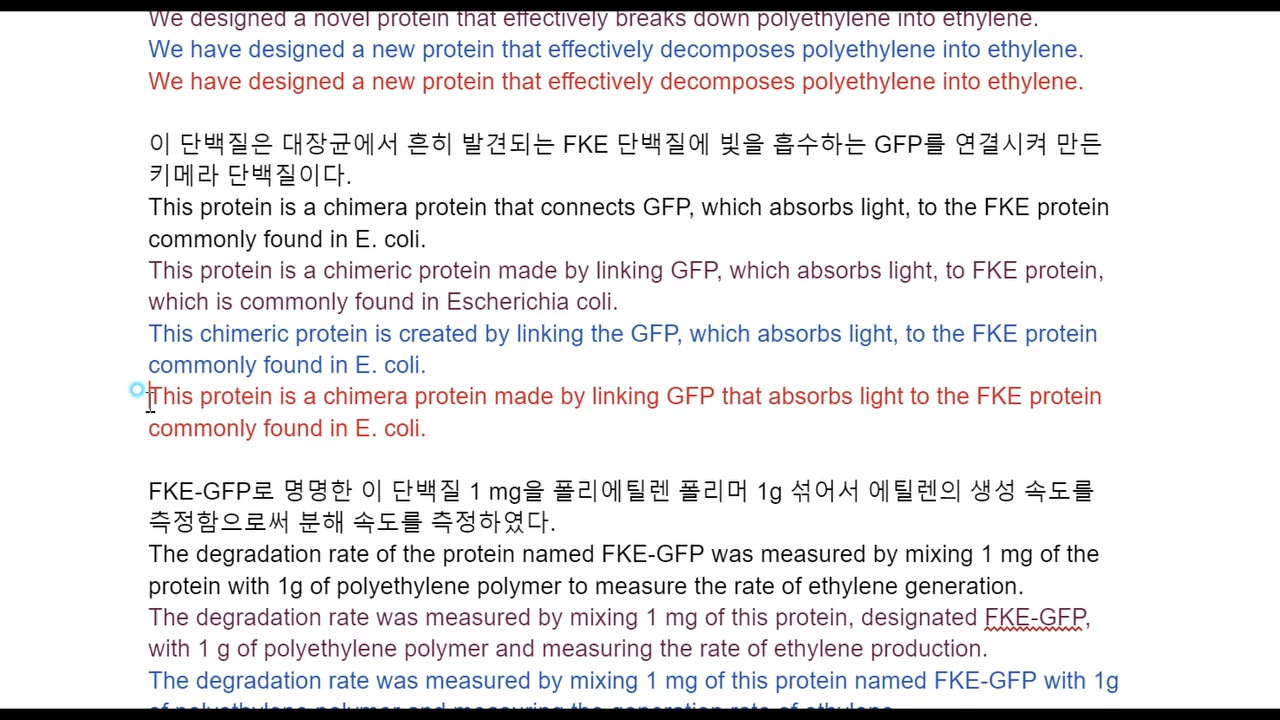 We designed a novel protein that effectively breaks down polyethylene into ethylene.
We have designed a new protein that effectively decomposes polyethylene into ethylene.
We have designed a new protein that effectively decomposes polyethylene into ethylene.
이 단백질은 대장균에서 흔히 발견되는 FKE 단백질에 빛을 흡수하는 GFP를 연결시켜 만든
키메라 단백질이다.
This protein is a chimera protein that connects GFP, which absorbs light, to the FKE protein
commonly found in E. coli.
This protein is a chimeric protein made by linking GFP, which absorbs light, to FKE protein,
which is commonly found in Escherichia coli.
This chimeric protein is created by linking the GFP, which absorbs light, to the FKE protein
commonly found in E. coli.
This protein is a chimera protein made by linking GFP that absorbs light to the FKE protein
commonly found in E. coli.
FKE-GFP로 명명한 이 단백질 1 mg을 폴리에틸렌 폴리머 1g 섞어서 에틸렌의 생성 속도를
측정함으로써 분해 속도를 측정하였다.
The degradation rate of the protein named FKE-GFP was measured by mixing 1 mg of the
protein with 1g of polyethylene polymer to measure the rate of ethylene generation.
The degradation rate was measured by mixing 1 mg of this protein, designated FKE-GFP,
with 1 g of polyethylene polymer and measuring the rate of ethylene production.
The degradation rate was measured by mixing 1 mg of this protein named FKE-GFP with 1g
of polyethylene polymer and measuring the generation rate of ethylene.